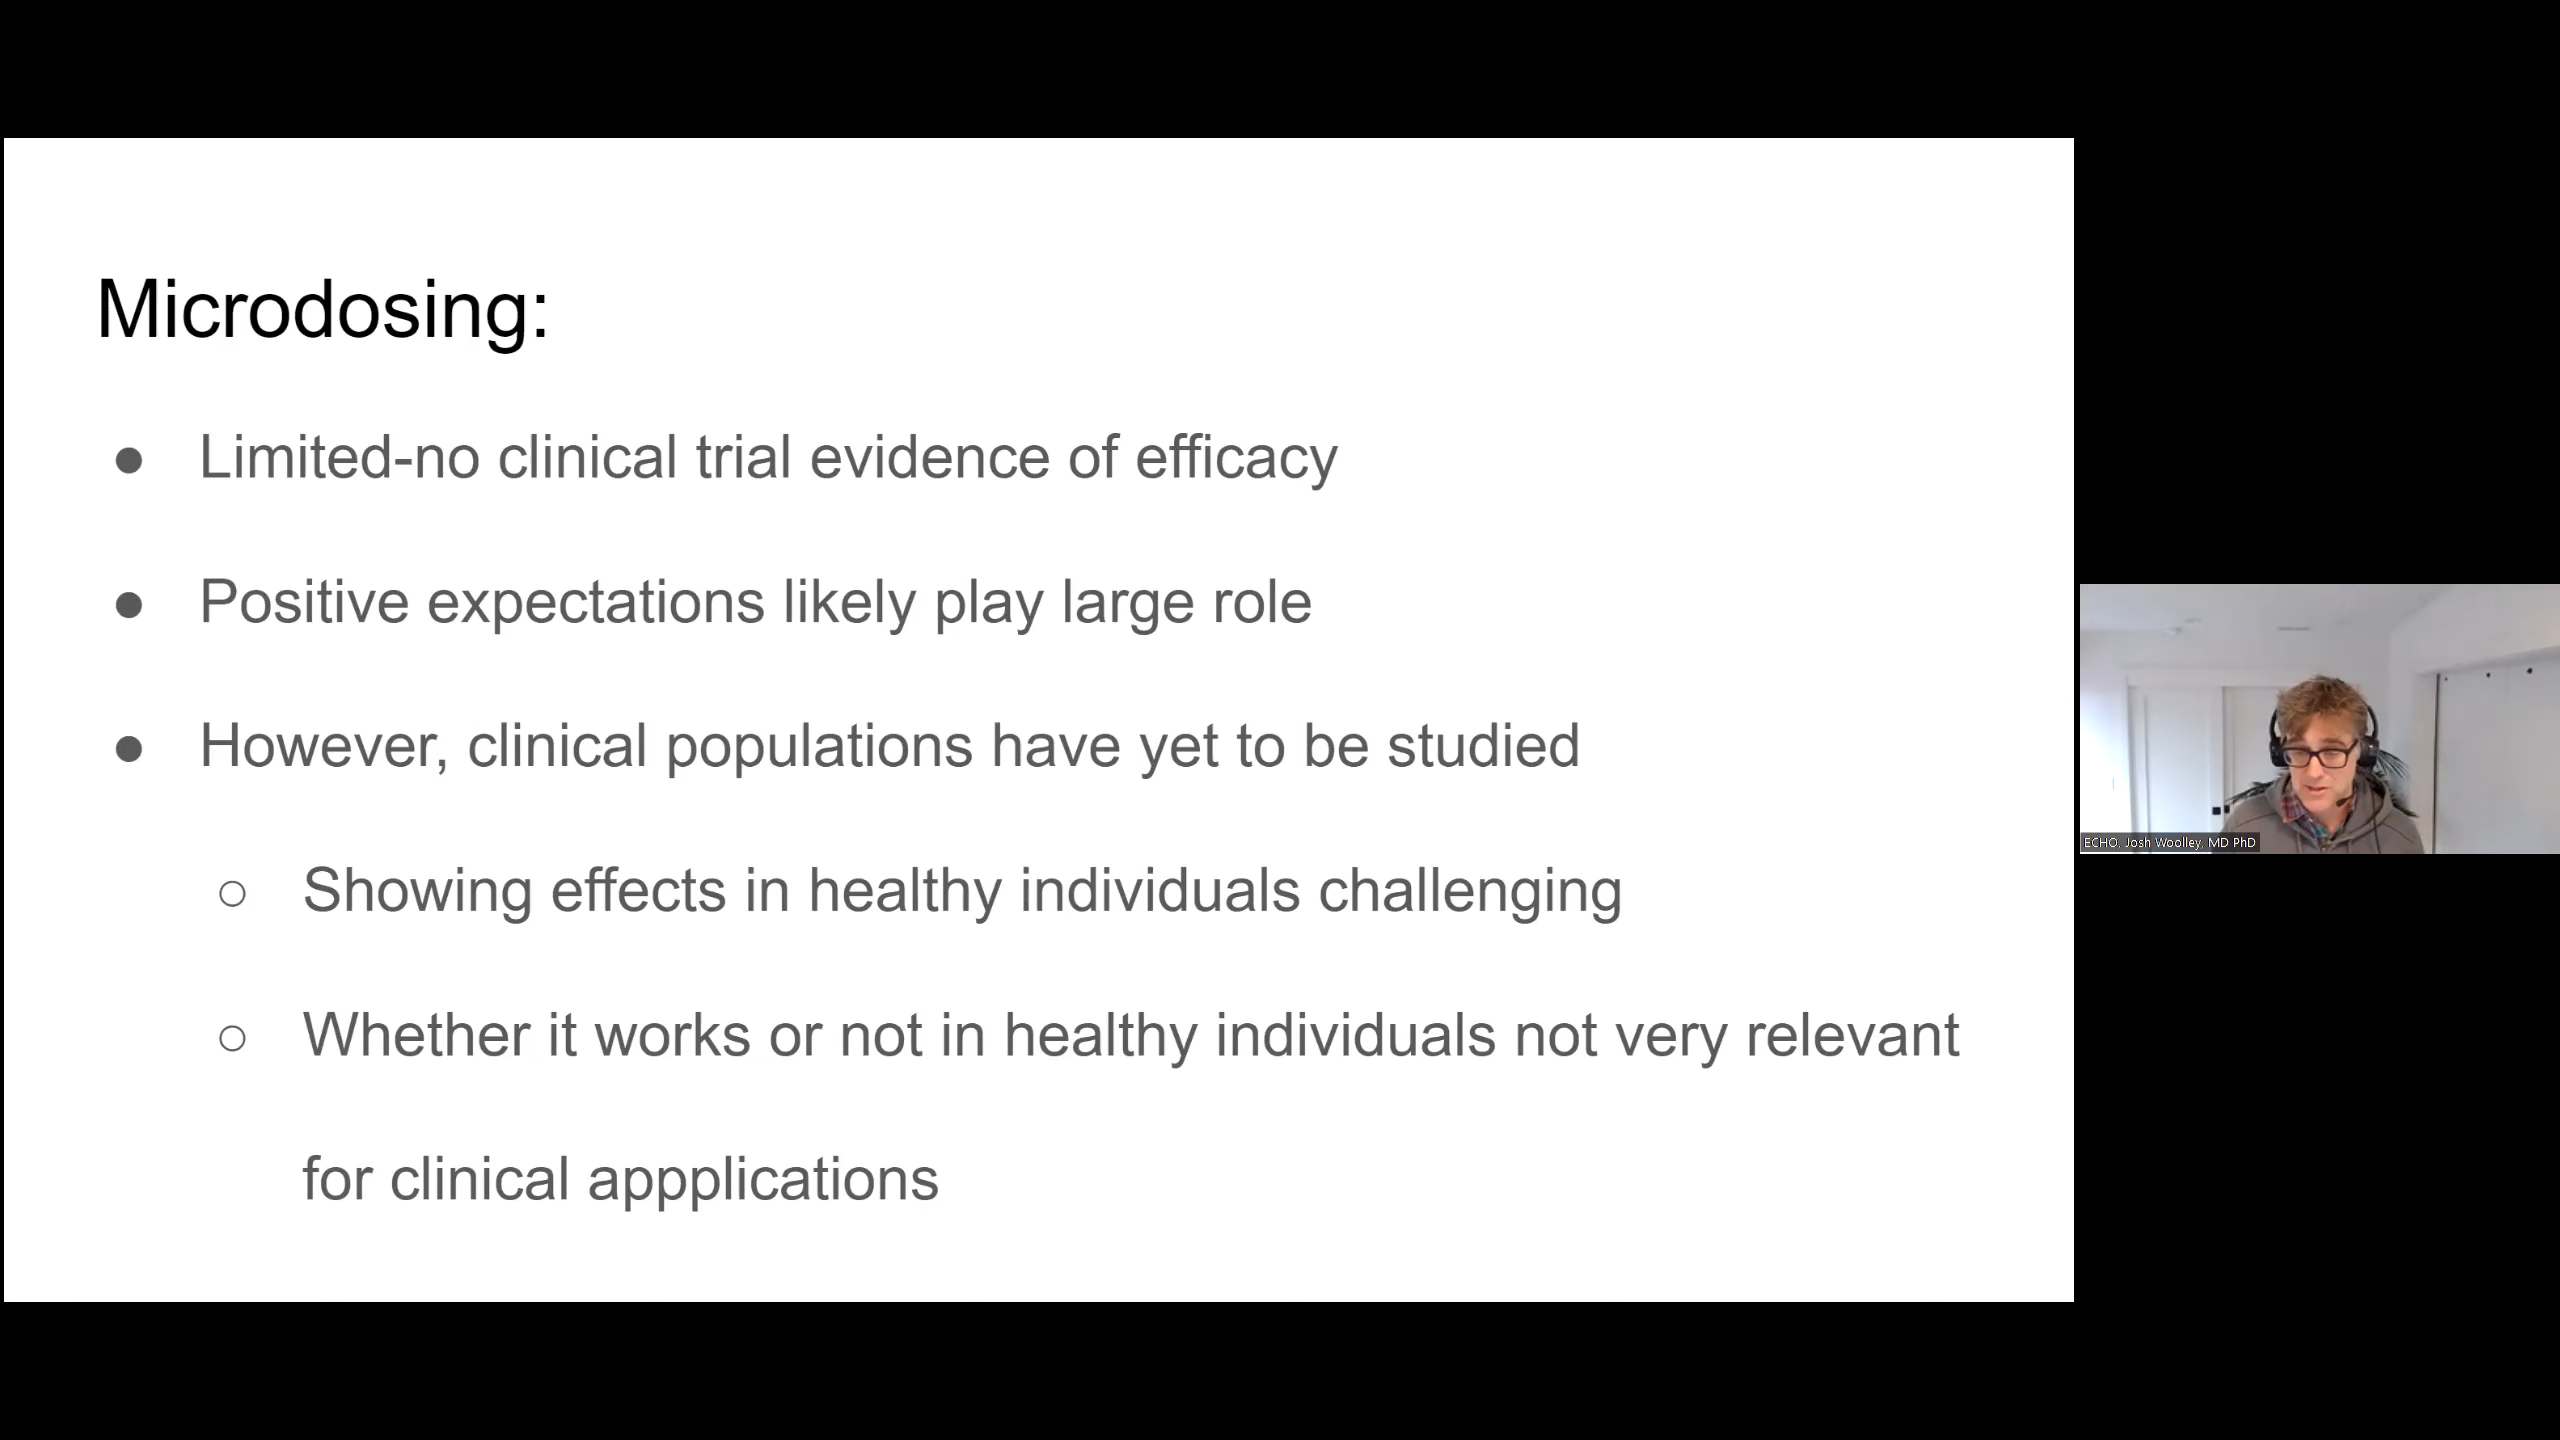 Microdosing:
● Limited-no clinical trial evidence of efficacy
● Positive expectations likely play large role
● However, clinical populations have yet to be studied
○ Showing effects in healthy individuals challenging
○ Whether it works or not in healthy individuals not very relevant
for clinical appplications
ECHO, Josh Woolley, MD PhD